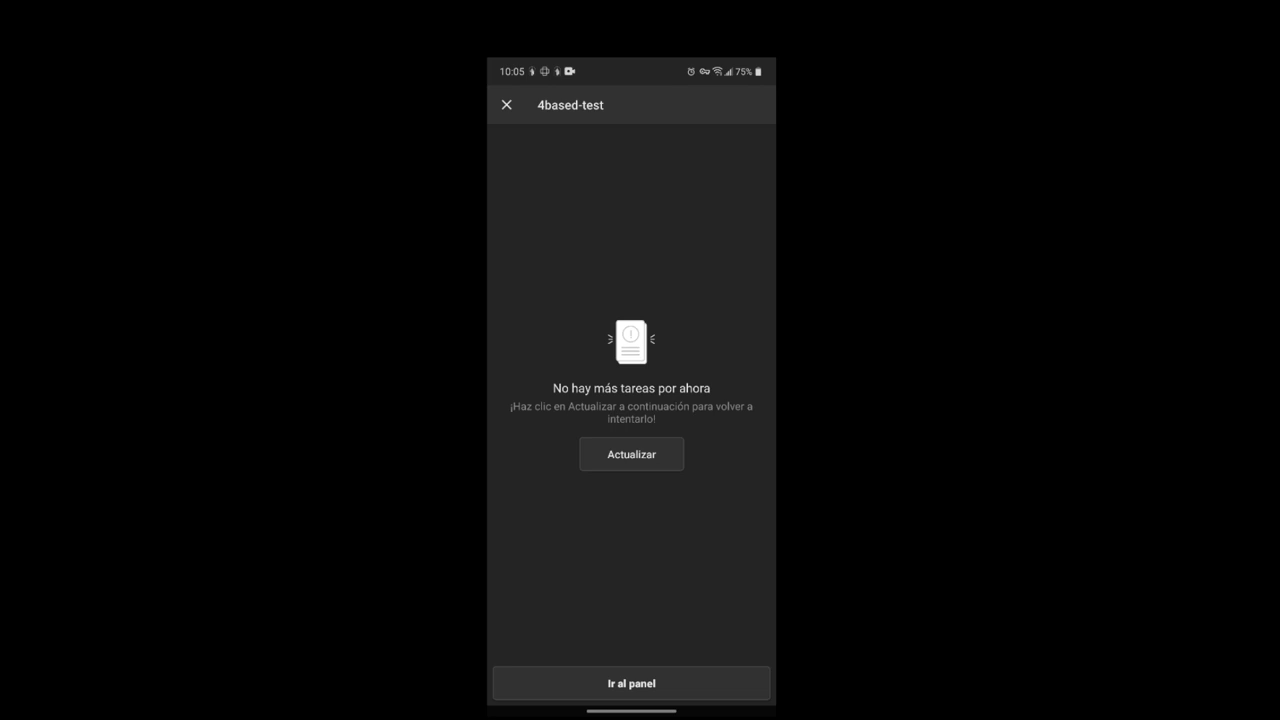 10:05
75%
4based-test
No hay más tareas por ahora
¡Haz clic en Actualizar a continuación para volver a
intentarlo!
Actualizar
Ir al panel